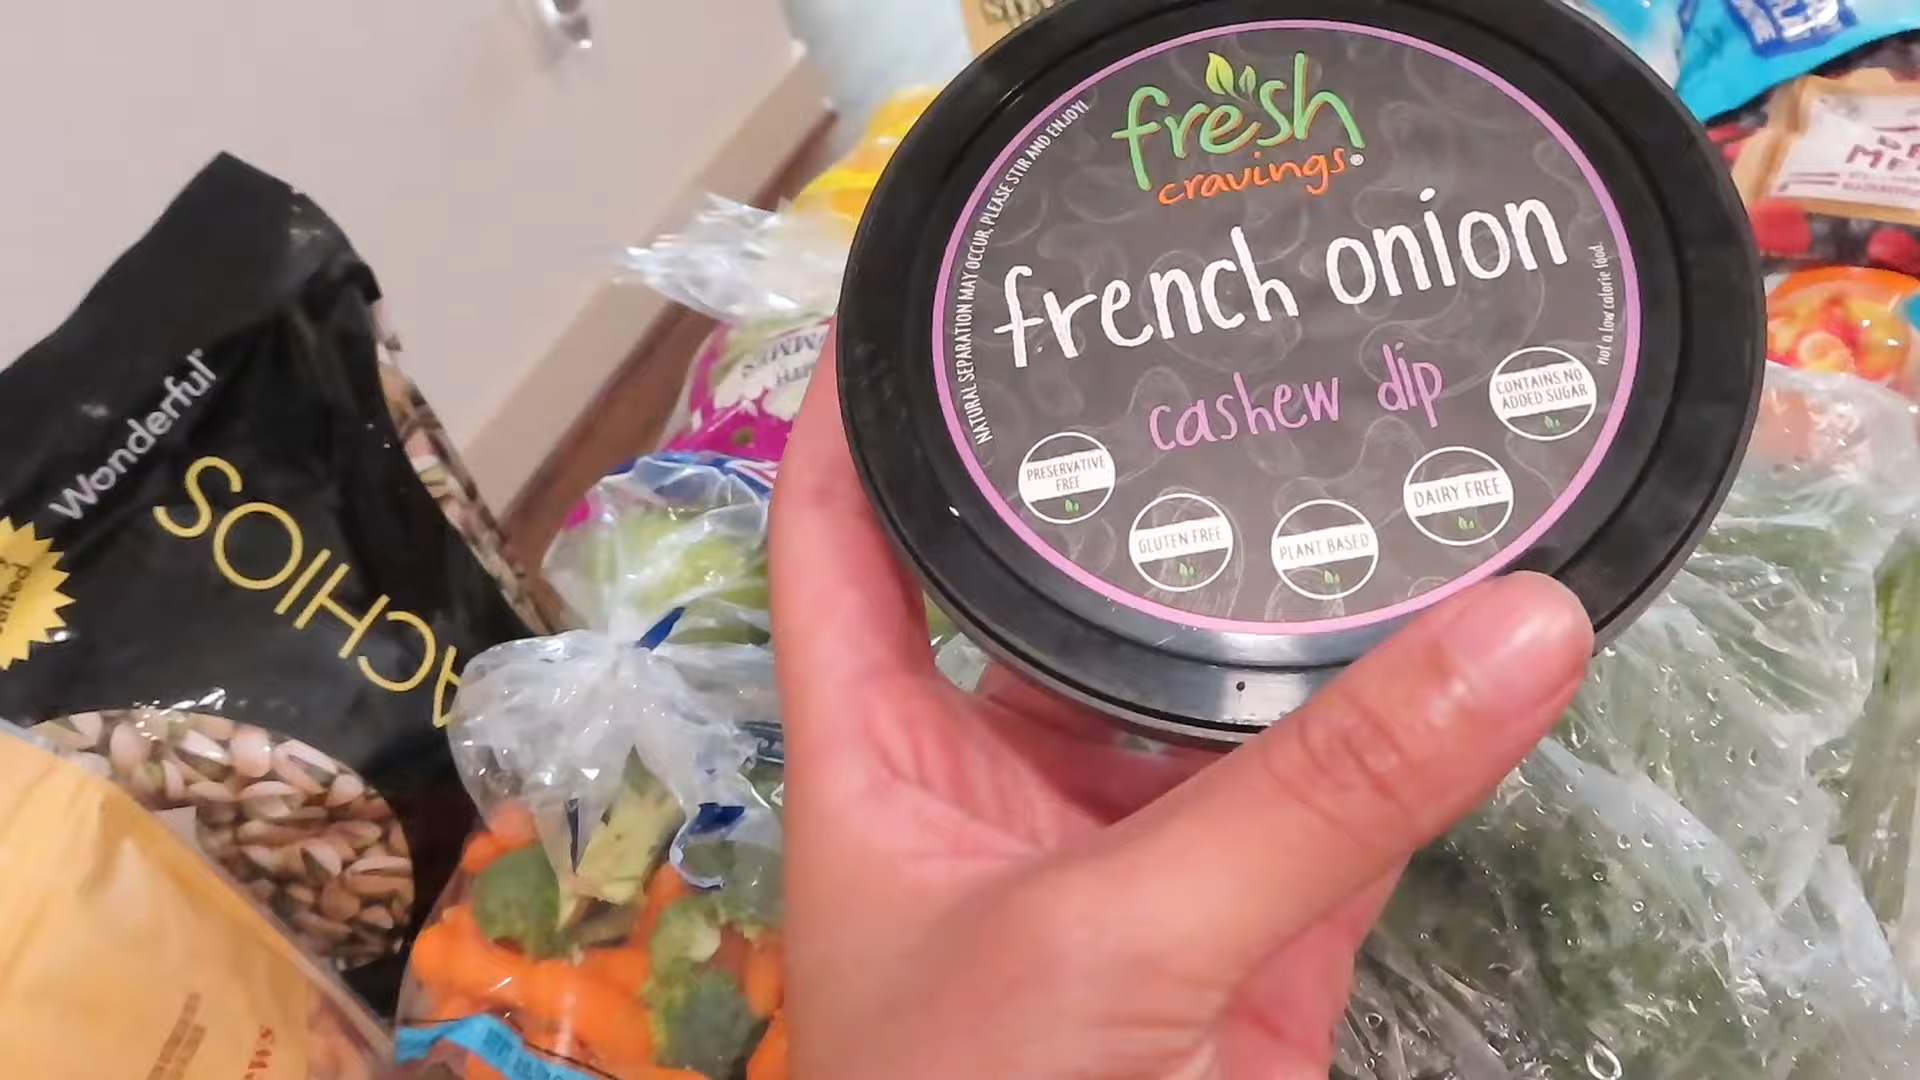 fresh
cravings®
NATURAL SEPARATION MAY OCCUR, PLEASE STIR AND ENJOY!
french onion
cashew dip
not a low calorie food.
PRESERVATIVE
FREE
GLUTEN FREE
PLANT BASED
DAIRY FREE
CONTAINS NO
ADDED SUGAR
Wonderful®
ACHIOS